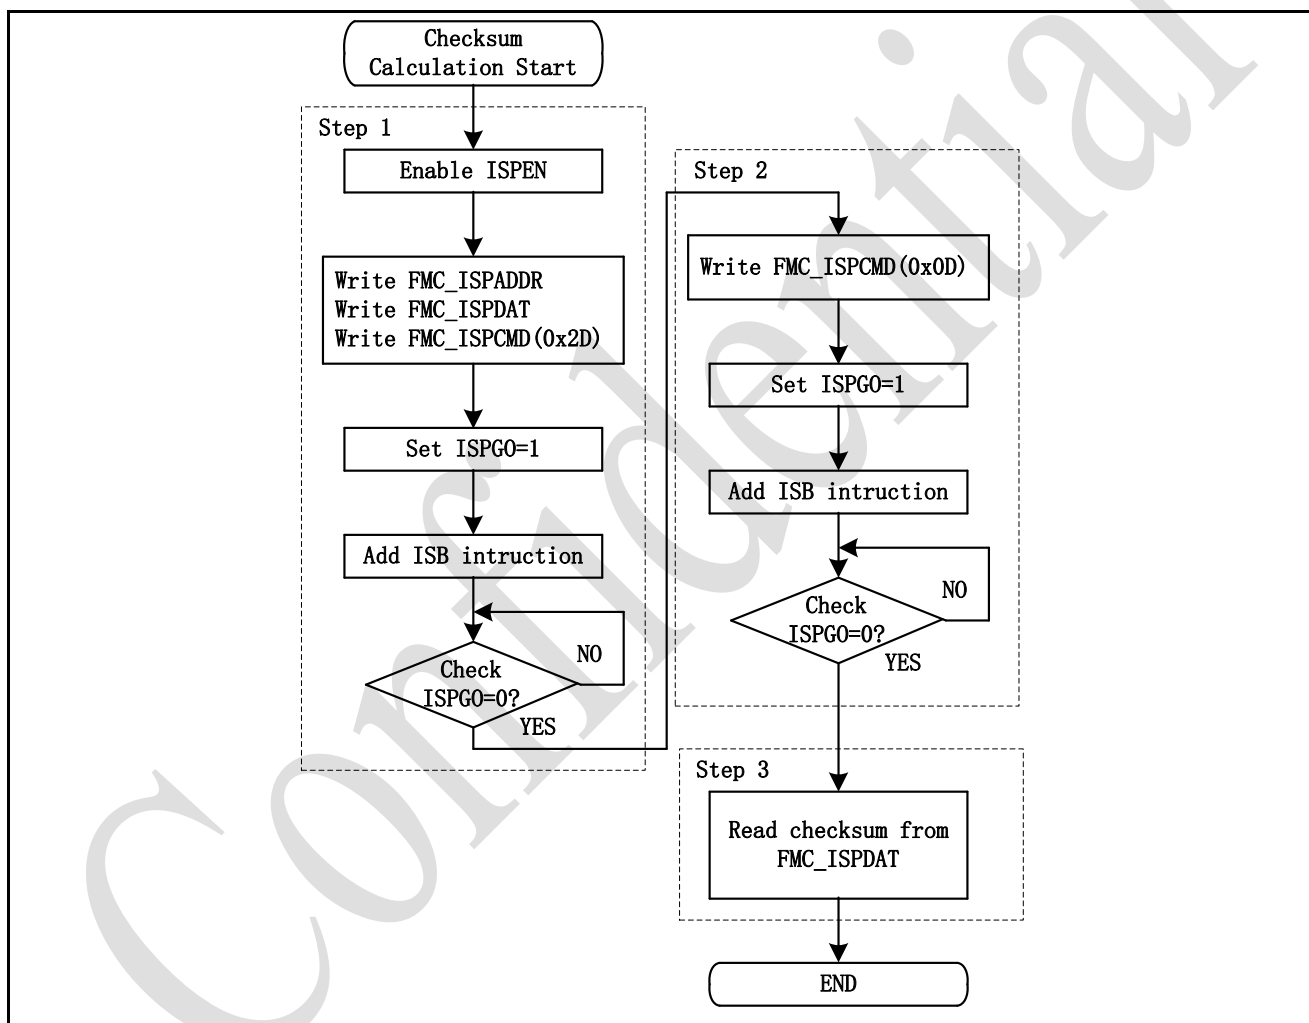 Checksum
Calculation Start
Step 1
Enable ISPEN
Write FMC_ISPADDR
Write FMC_ISPDAT
Write FMC_ISPCMD(0x2D)
Set ISPGO=1
Add ISB intruction
Check
ISPGO=0?
NO
YES
Step 2
Write FMC_ISPCMD(0x0D)
Set ISPGO=1
Add ISB intruction
Check
ISPGO=0?
NO
YES
Step 3
Read checksum from
FMC_ISPDAT
END
Confidential